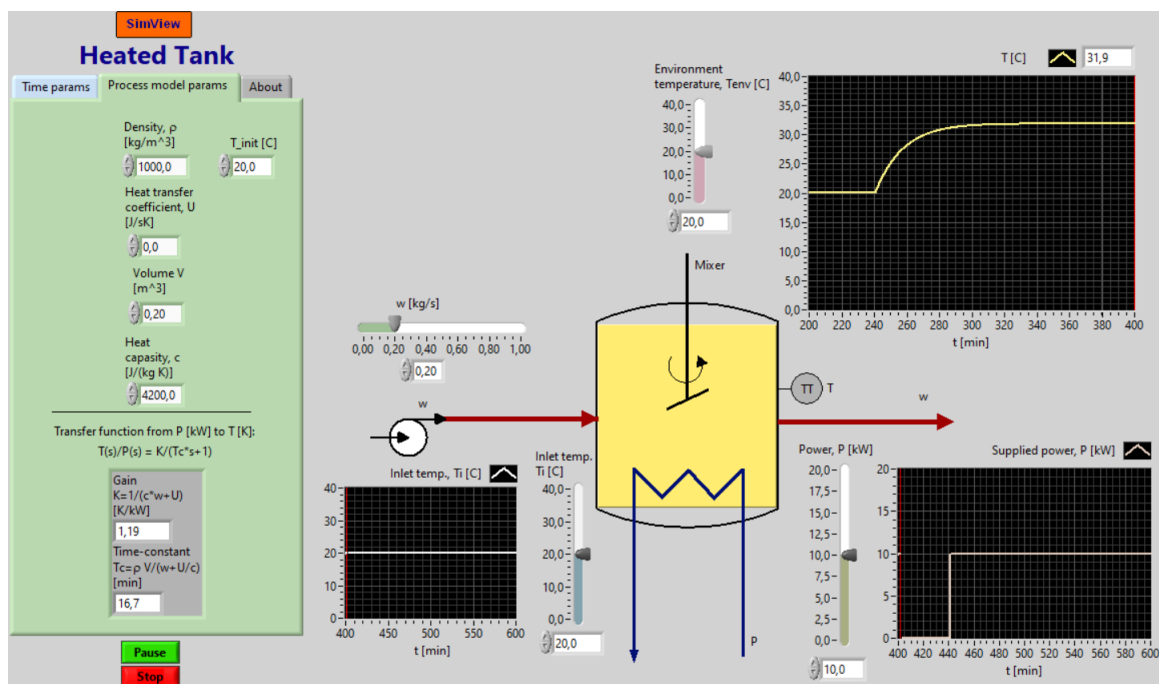 SimView
Heated Tank
Time params
Process model params
About
Density, ρ
[kg/m^3]
1000,0
T_init [C]
20,0
Heat transfer
coefficient, U
[J/sK]
0,0
Volume V
[m^3]
0,20
Heat
capasity, c
[J/(kg K)]
4200,0
Transfer function from P [kW] to T [K]:
T(s)/P(s) = K/(Tc*s+1)
Gain
K=1/(c*w+U)
[K/kW]
1,19
Time-constant
Tc=ρ V/(w+U/c)
[min]
16,7
Pause
Stop
Environment
temperature, Tenv [C]
40,0
30,0
20,0
10,0
0,0
20,0
T [C]
31,9
40,0
35,0
30,0
25,0
20,0
15,0
10,0
5,0
0,0
200 220 240 260 280 300 320 340 360 380 400
t [min]
Mixer
w [kg/s]
0,00 0,20 0,40 0,60 0,80 1,00
0,20
w
TT
T
w
Inlet temp., Ti [C]
40
30
20
10
0
400 450 500 550 600
t [min]
Inlet temp.
Ti [C]
40,0
30,0
20,0
10,0
0,0
20,0
P
Power, P [kW]
20,0
17,5
15,0
12,5
10,0
7,5
5,0
2,5
0,0
10,0
Supplied power, P [kW]
20
15
10
5
0
400 420 440 460 480 500 520 540 560 580 600
t [min]